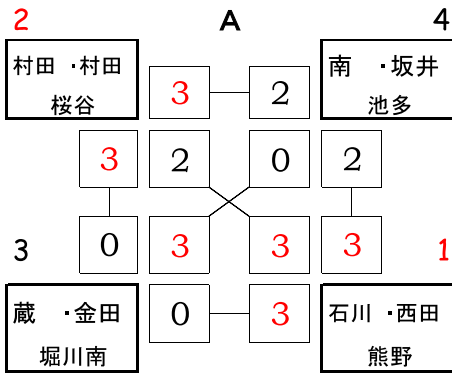 2 A 4
村田 ・村田 南 ・坂井
桜谷 池多
3 2
3 2 0 2
0 3 3 3
3 1
蔵 ・金田 石川 ・西田
堀川南 熊野
0 3